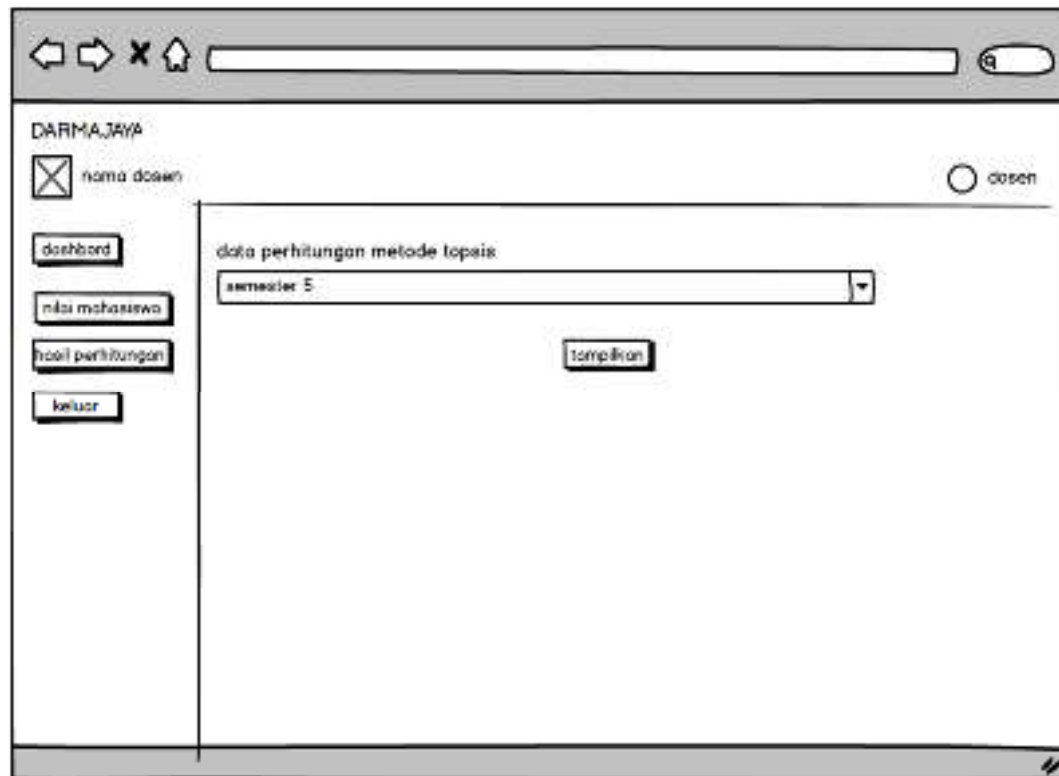 DARMAJAYA
nama dosen
dosen
dashbord
nilai mahasiswa
hasil perhitungan
keluar
data perhitungan metode topsis
semester 5
tampilkan